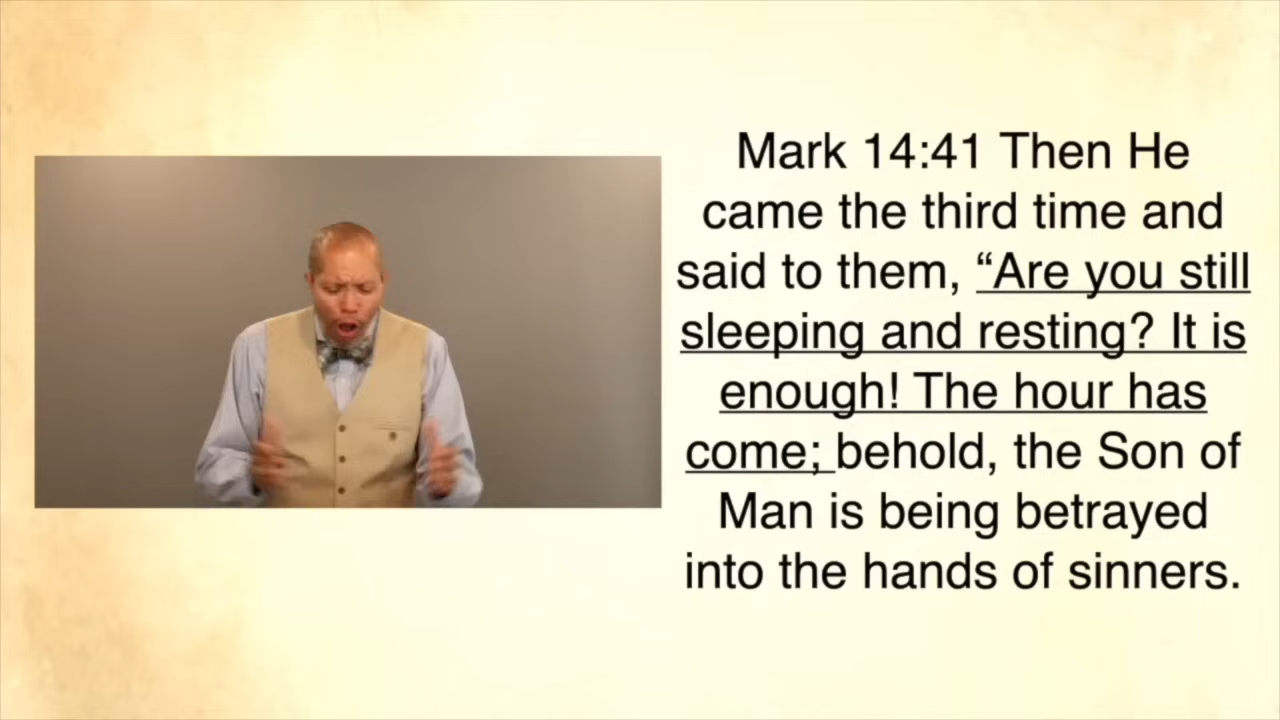 Mark 14:41 Then He
came the third time and
said to them, “Are you still
sleeping and resting? It is
enough! The hour has
come; behold, the Son of
Man is being betrayed
into the hands of sinners.